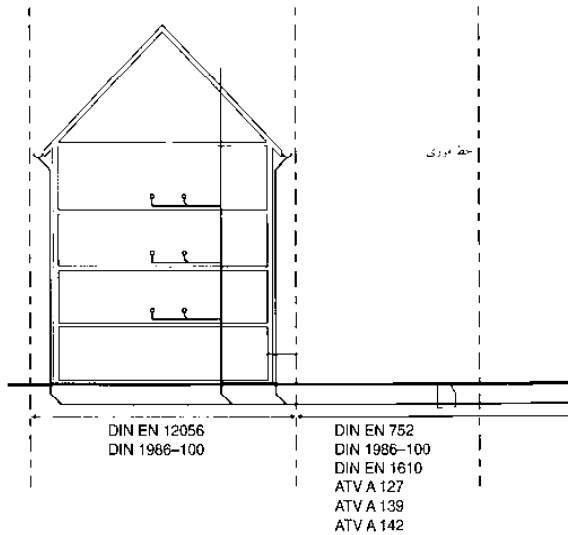 خط مرزی
DIN EN 12056
DIN 1986–100
DIN EN 752
DIN 1986–100
DIN EN 1610
ATV A 127
ATV A 139
ATV A 142